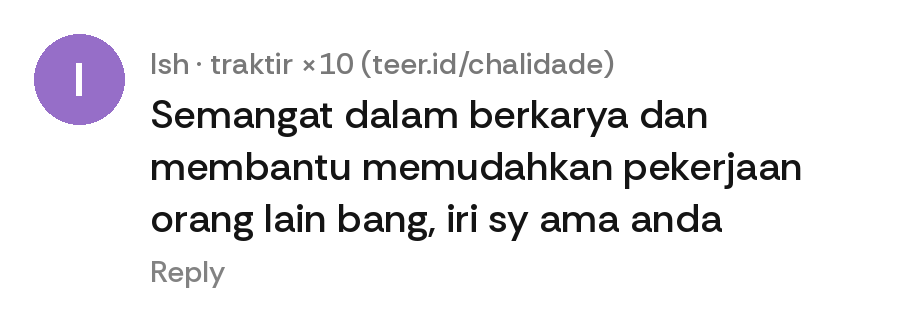 I
lsh · traktir ×10 (teer.id/chalidade)
Semangat dalam berkarya dan
membantu memudahkan pekerjaan
orang lain bang, iri sy ama anda
Reply